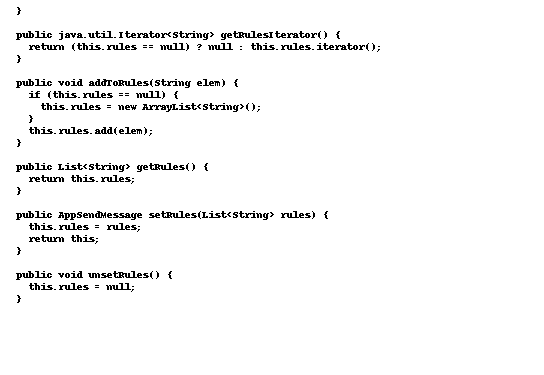 }

public java.util.Iterator<String> getRulesIterator() {
  return (this.rules == null) ? null : this.rules.iterator();
}

public void addToRules(String elem) {
  if (this.rules == null) {
    this.rules = new ArrayList<String>();
  }
  this.rules.add(elem);
}

public List<String> getRules() {
  return this.rules;
}

public AppSendMessage setRules(List<String> rules) {
  this.rules = rules;
  return this;
}

public void unsetRules() {
  this.rules = null;
}